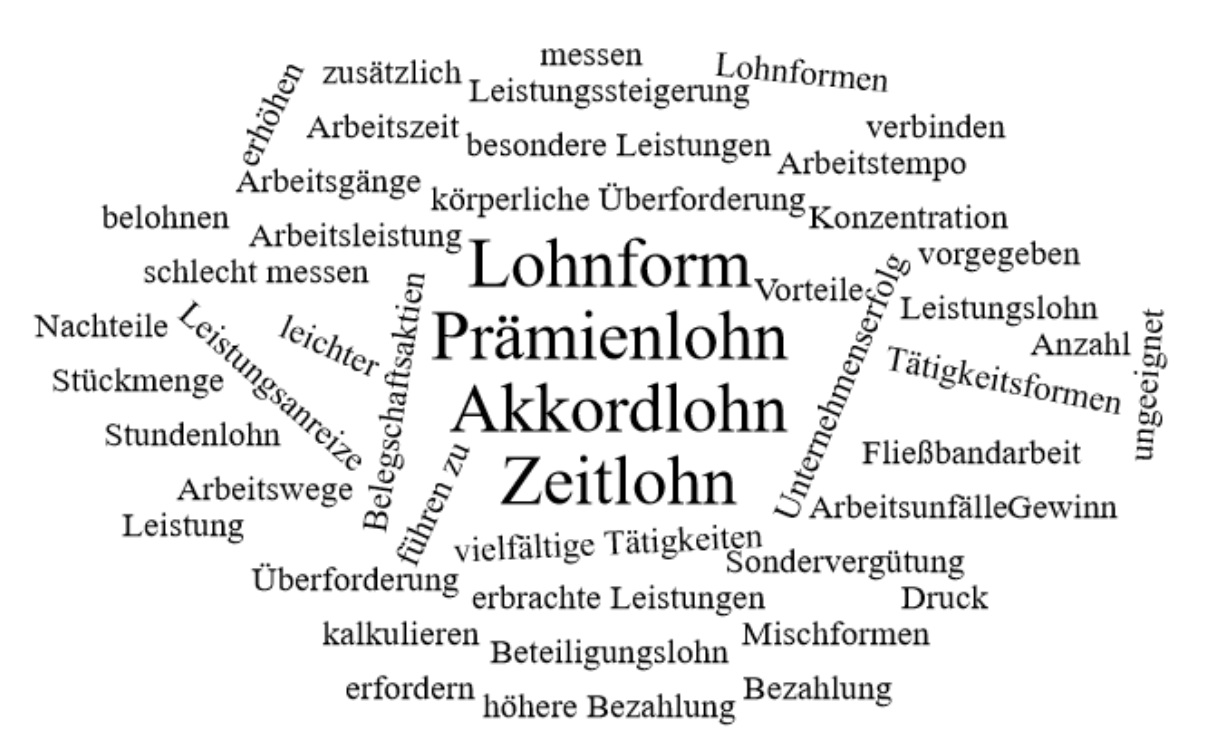 messen
Lohnformen
zusätzlich
erhöhen
Leistungssteigerung
Arbeitszeit
verbinden
besondere Leistungen
Arbeitstempo
Arbeitsgänge
körperliche Überforderung
belohnen
Konzentration
Arbeitsleistung
Lohnform
vorgegeben
schlecht messen
Vorteile
Unternehmenserfolg
Leistungslohn
Nachteile
Leistungsanreize
leichter
Belegschaftsaktien
Prämienlohn
Anzahl
ungeeignet
Tätigkeitsformen
Stückmenge
Akkordlohn
Stundenlohn
Fließbandarbeit
führen zu
Zeitlohn
Arbeitswege
ArbeitsunfälleGewinn
Leistung
vielfältige Tätigkeiten
Sondervergütung
Überforderung
erbrachte Leistungen
Druck
kalkulieren
Mischformen
Beteiligungslohn
erfordern
Bezahlung
höhere Bezahlung